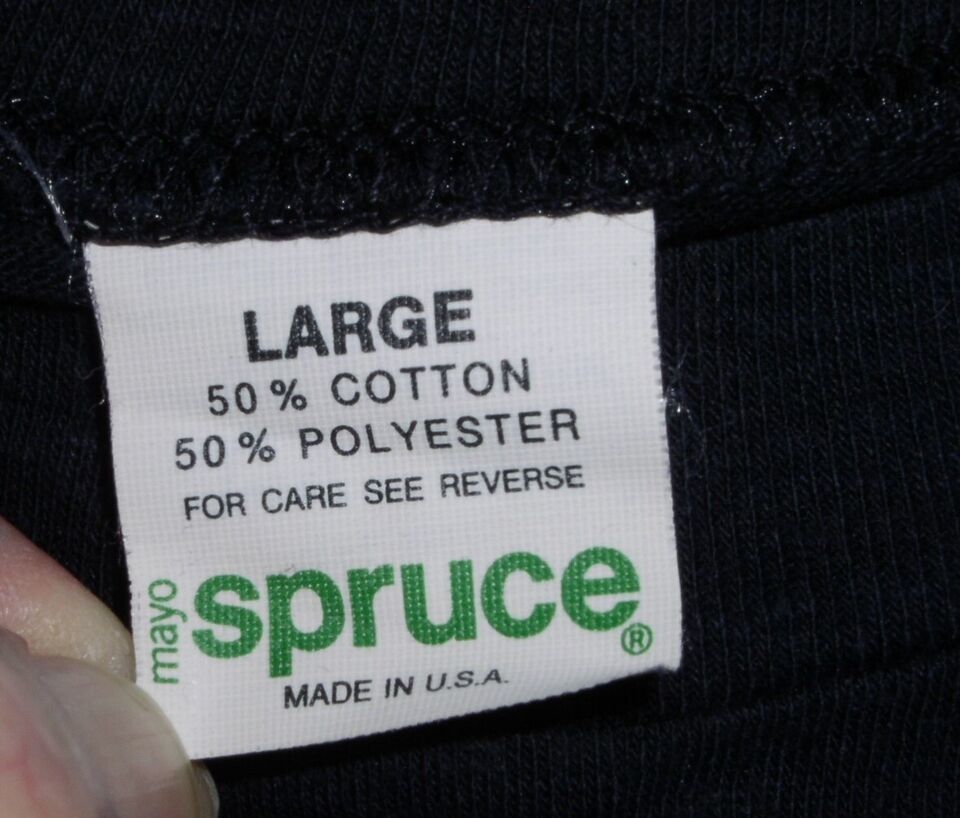 LARGE
50% COTTON
50% POLYESTER
FOR CARE SEE REVERSE
mayo
spruce®
MADE IN U.S.A.